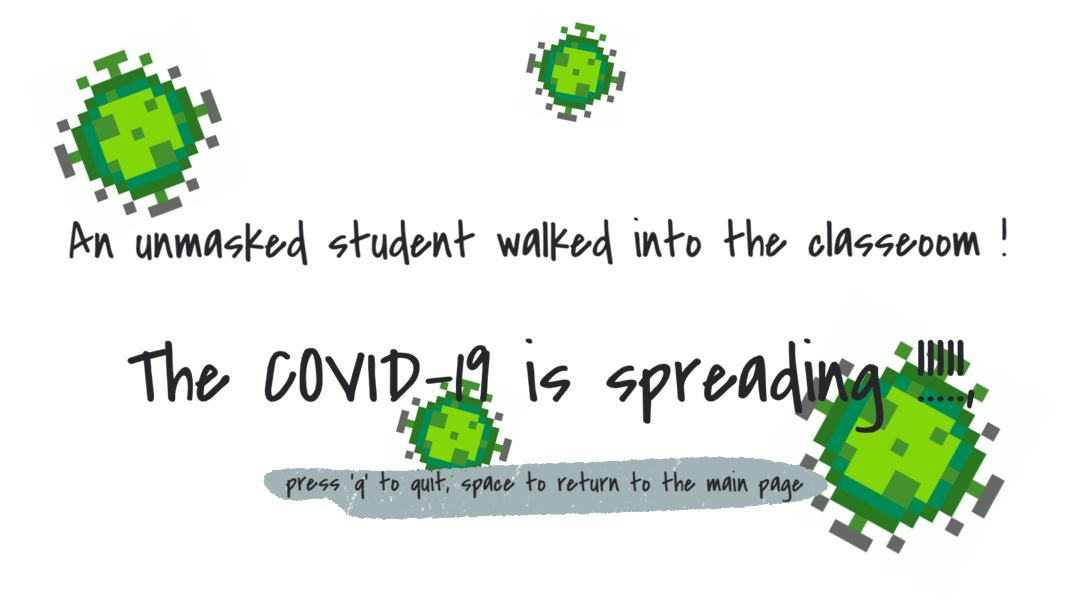 An unmasked student walked into the classeoom !
The COVID-19 is spreading !!!!!,
press 'q' to quit, space to return to the main page